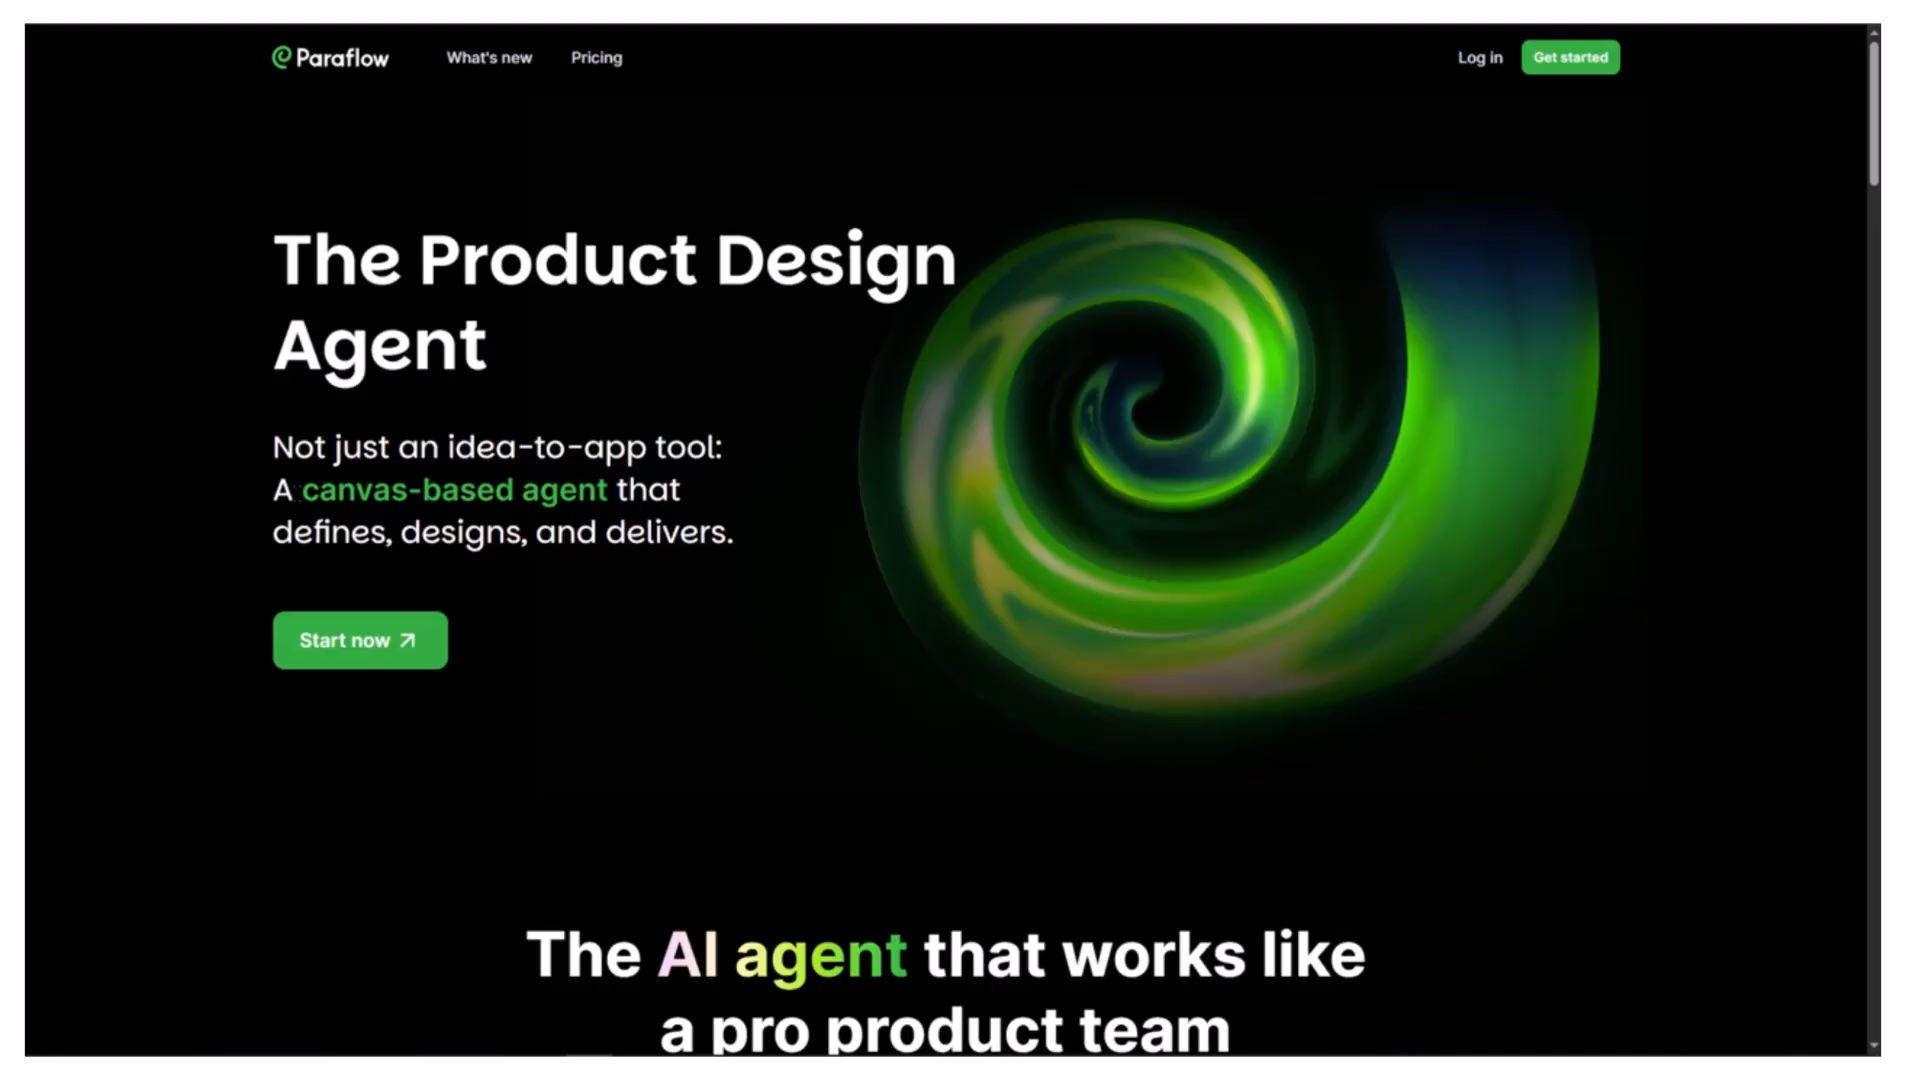 Paraflow
What's new
Pricing
Log in
Get started
The Product Design
Agent
Not just an idea-to-app tool:
A canvas-based agent that
defines, designs, and delivers.
Start now
The AI agent that works like
a pro product team